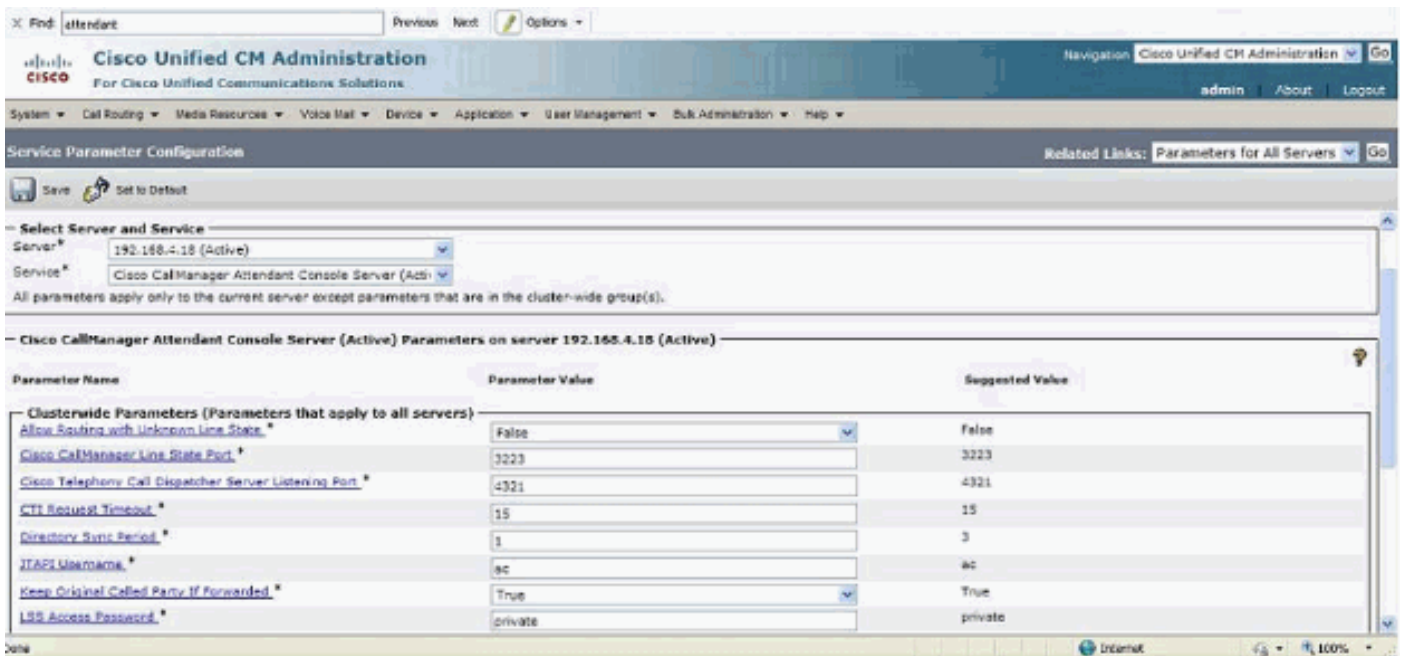 X Find: attendant Previous Next Options
cisco Cisco Unified CM Administration Navigation Cisco Unified CM Administration Go
For Cisco Unified Communications Solutions admin About Logout
System Call Routing Media Resources Voice Mail Device Application User Management Bulk Administration Help
Service Parameter Configuration Related Links: Parameters for All Servers Go
Save Set to Default
Select Server and Service
Server* 192.168.4.18 (Active)
Service* Cisco CallManager Attendant Console Server (Activ
All parameters apply only to the current server except parameters that are in the cluster-wide group(s).
Cisco CallManager Attendant Console Server (Active) Parameters on server 192.168.4.18 (Active)
?
Parameter Name Parameter Value Suggested Value
Clusterwide Parameters (Parameters that apply to all servers)
Allow Routing with Unknown Line State * False False
Cisco CallManager Line State Port * 3223 3223
Cisco Telephony Call Dispatcher Server Listening Port * 4321 4321
CTI Request Timeout * 15 15
Directory Sync Period * 1 3
JTAPI Username * ac ac
Keep Original Called Party If Forwarded * True True
LSS Access Password * private private
Done Internet 100%